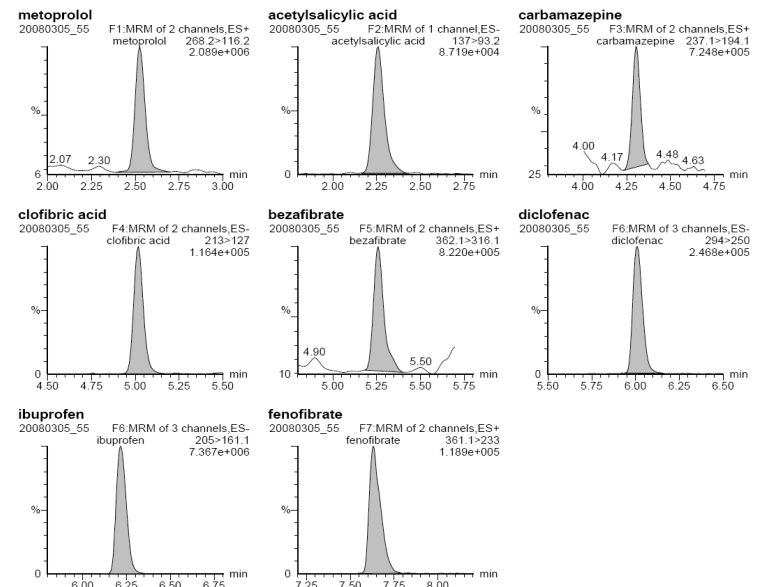 metoprolol
20080305_55 F1:MRM of 2 channels,ES+
metoprolol 268.2>116.2
2.089e+006
%
2.07 2.30
6
2.00 2.25 2.50 2.75 3.00 min
acetylsalicylic acid
20080305_55 F2:MRM of 1 channel,ES-
acetylsalicylic acid 137>93.2
8.719e+004
%
0
2.00 2.25 2.50 2.75 min
carbamazepine
20080305_55 F3:MRM of 2 channels,ES+
carbamazepine 237.1>194.1
7.248e+005
%
4.00 4.17 4.48 4.63
25
4.00 4.25 4.50 4.75 min
clofibric acid
20080305_55 F4:MRM of 2 channels,ES-
clofibric acid 213>127
1.164e+005
%
0
4.50 4.75 5.00 5.25 5.50 min
bezafibrate
20080305_55 F5:MRM of 2 channels,ES+
bezafibrate 362.1>316.1
8.220e+005
%
4.90 5.50
10
5.00 5.25 5.50 5.75 min
diclofenac
20080305_55 F6:MRM of 3 channels,ES-
diclofenac 294>250
2.468e+005
%
0
5.50 5.75 6.00 6.25 6.50 min
ibuprofen
20080305_55 F6:MRM of 3 channels,ES-
ibuprofen 205>161.1
7.367e+006
%
0
6.00 6.25 6.50 6.75 min
fenofibrate
20080305_55 F7:MRM of 2 channels,ES+
fenofibrate 361.1>233
1.189e+005
%
0
7.25 7.50 7.75 8.00 min